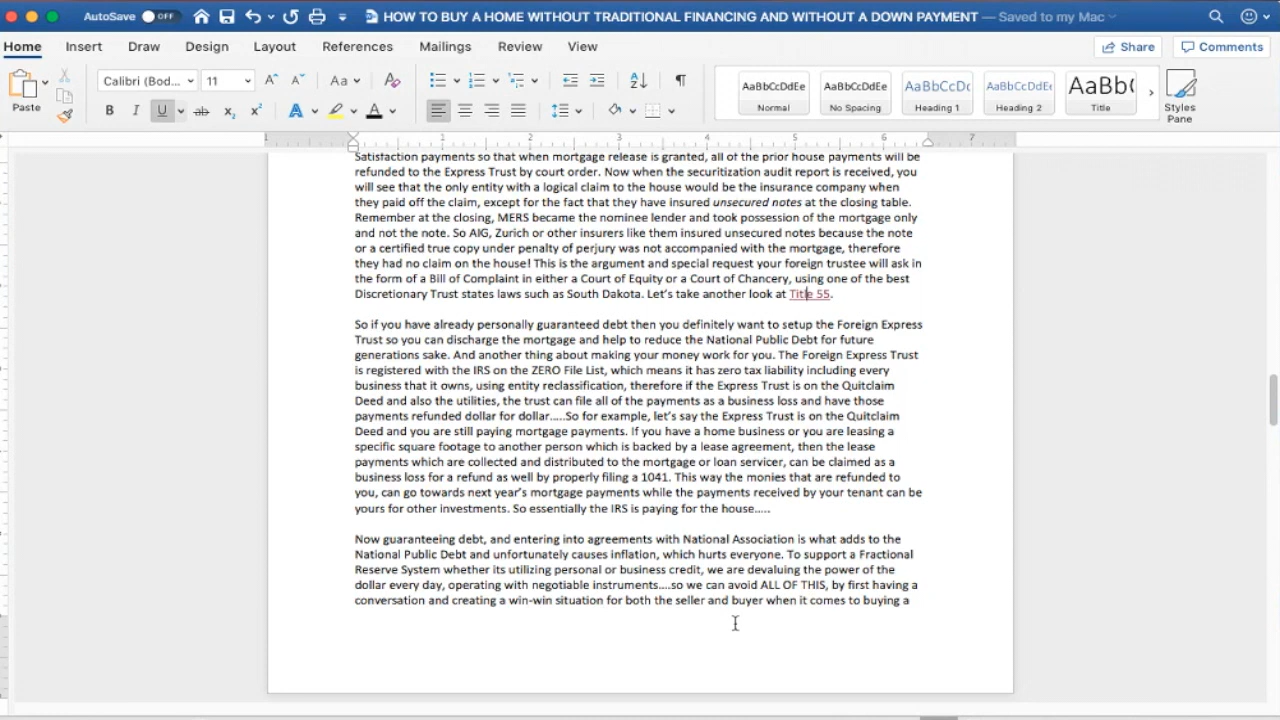 AutoSave OFF
HOW TO BUY A HOME WITHOUT TRADITIONAL FINANCING AND WITHOUT A DOWN PAYMENT — Saved to my Mac
Home Insert Draw Design Layout References Mailings Review View Share Comments
Paste Calibri (Bod... 11 Aa
AaBbCcDdEe AaBbCcDdEe AaBbCcDc AaBbCcDdEe AaBb(
Normal No Spacing Heading 1 Heading 2 Title Styles Pane
1 1 2 3 4 5 6 7
Satisfaction payments so that when mortgage release is granted, all of the prior house payments will be
refunded to the Express Trust by court order. Now when the securitization audit report is received, you
will see that the only entity with a logical claim to the house would be the insurance company when
they paid off the claim, except for the fact that they have insured unsecured notes at the closing table.
Remember at the closing, MERS became the nominee lender and took possession of the mortgage only
and not the note. So AIG, Zurich or other insurers like them insured unsecured notes because the note
or a certified true copy under penalty of perjury was not accompanied with the mortgage, therefore
they had no claim on the house! This is the argument and special request your foreign trustee will ask in
the form of a Bill of Complaint in either a Court of Equity or a Court of Chancery, using one of the best
Discretionary Trust states laws such as South Dakota. Let's take another look at Title 55.
So if you have already personally guaranteed debt then you definitely want to setup the Foreign Express
Trust so you can discharge the mortgage and help to reduce the National Public Debt for future
generations sake. And another thing about making your money work for you. The Foreign Express Trust
is registered with the IRS on the ZERO File List, which means it has zero tax liability including every
business that it owns, using entity reclassification, therefore if the Express Trust is on the Quitclaim
Deed and also the utilities, the trust can file all of the payments as a business loss and have those
payments refunded dollar for dollar.....So for example, let's say the Express Trust is on the Quitclaim
Deed and you are still paying mortgage payments. If you have a home business or you are leasing a
specific square footage to another person which is backed by a lease agreement, then the lease
payments which are collected and distributed to the mortgage or loan servicer, can be claimed as a
business loss for a refund as well by properly filing a 1041. This way the monies that are refunded to
you, can go towards next year's mortgage payments while the payments received by your tenant can be
yours for other investments. So essentially the IRS is paying for the house.....
Now guaranteeing debt, and entering into agreements with National Association is what adds to the
National Public Debt and unfortunately causes inflation, which hurts everyone. To support a Fractional
Reserve System whether its utilizing personal or business credit, we are devaluing the power of the
dollar every day, operating with negotiable instruments....so we can avoid ALL OF THIS, by first having a
conversation and creating a win-win situation for both the seller and buyer when it comes to buying a